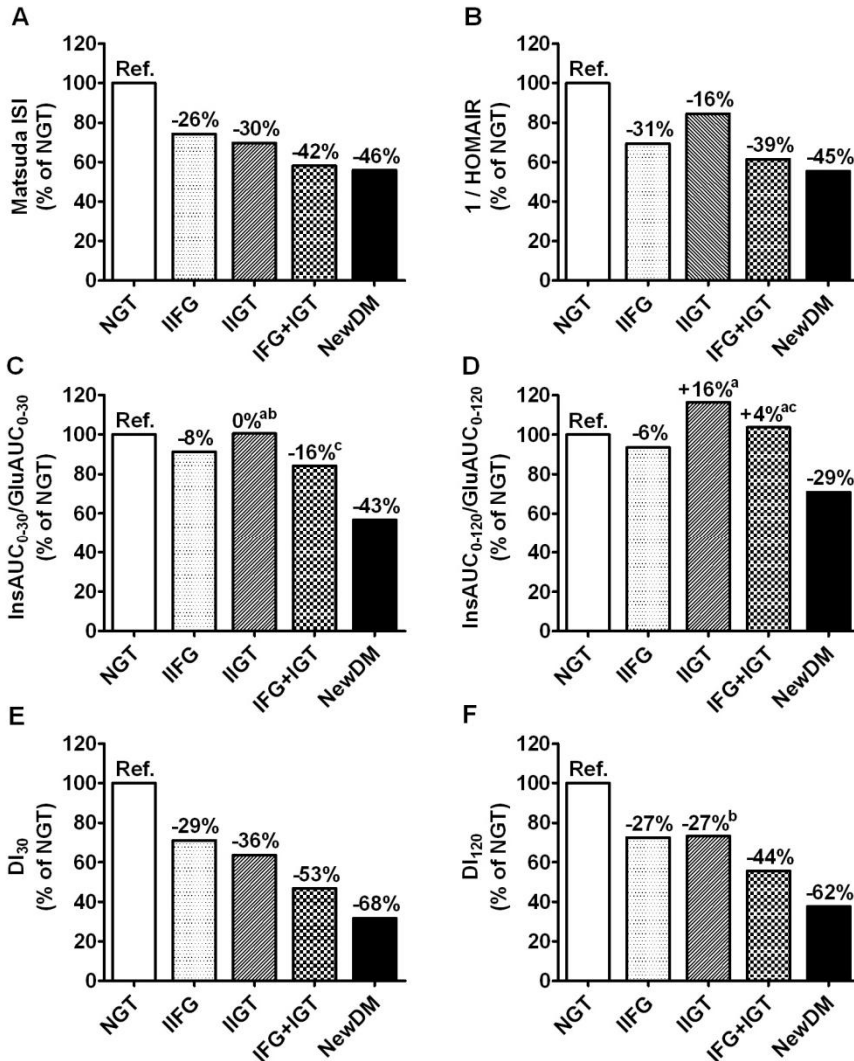 A
Matsuda ISI
(% of NGT)
120
100
80
60
40
20
0
Ref.
-26%
-30%
-42%
-46%
NGT
IIFG
IIGT
IFG+IGT
NewDM
B
1 / HOMAIR
(% of NGT)
120
100
80
60
40
20
0
Ref.
-31%
-16%
-39%
-45%
NGT
IIFG
IIGT
IFG+IGT
NewDM
C
InsAUC0-30/GluAUC0-30
(% of NGT)
120
100
80
60
40
20
0
Ref.
-8%
0%ab
-16%c
-43%
NGT
IIFG
IIGT
IFG+IGT
NewDM
D
InsAUC0-120/GluAUC0-120
(% of NGT)
120
100
80
60
40
20
0
Ref.
-6%
+16%a
+4%ac
-29%
NGT
IIFG
IIGT
IFG+IGT
NewDM
E
DI30
(% of NGT)
120
100
80
60
40
20
0
Ref.
-29%
-36%
-53%
-68%
NGT
IIFG
IIGT
IFG+IGT
NewDM
F
DI120
(% of NGT)
120
100
80
60
40
20
0
Ref.
-27%
-27%b
-44%
-62%
NGT
IIFG
IIGT
IFG+IGT
NewDM